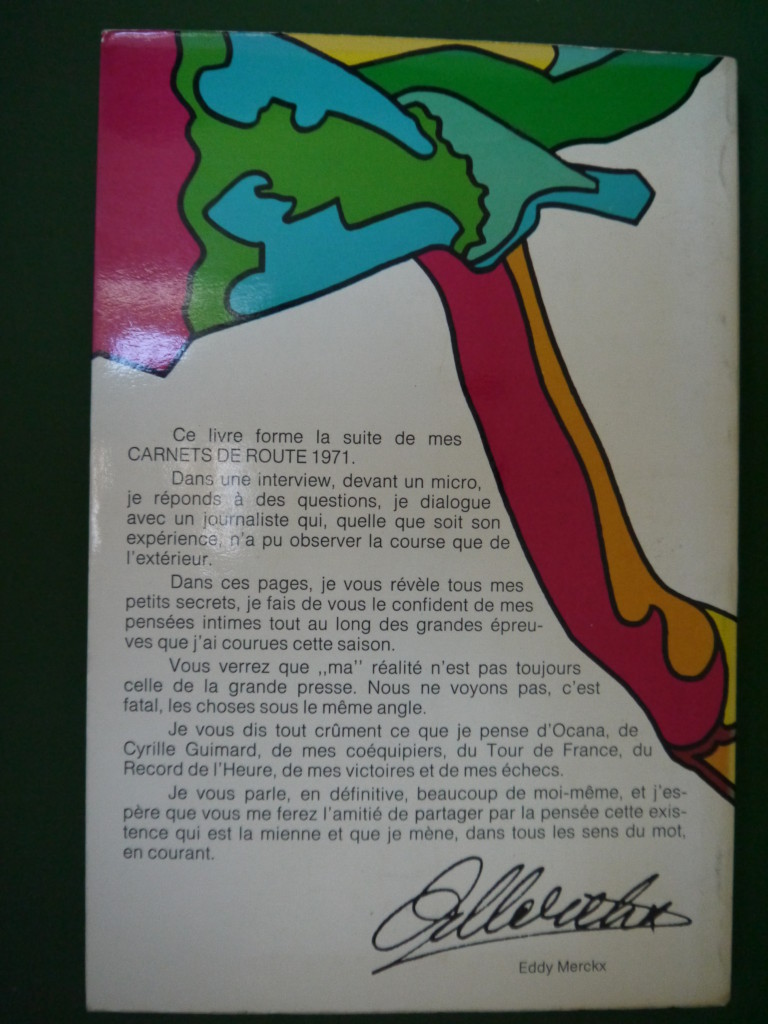 Ce livre forme la suite de mes
CARNETS DE ROUTE 1971.
Dans une interview, devant un micro,
je réponds à des questions, je dialogue
avec un journaliste qui, quelle que soit son
expérience, n'a pu observer la course que de
l'extérieur.
Dans ces pages, je vous révèle tous mes
petits secrets, je fais de vous le confident de mes
pensées intimes tout au long des grandes épreu-
ves que j'ai courues cette saison.
Vous verrez que ,,ma'' réalité n'est pas toujours
celle de la grande presse. Nous ne voyons pas, c'est
fatal, les choses sous le même angle.
Je vous dis tout crûment ce que je pense d'Ocana, de
Cyrille Guimard, de mes coéquipiers, du Tour de France, du
Record de l'Heure, de mes victoires et de mes échecs.
Je vous parle, en définitive, beaucoup de moi-même, et j'es-
père que vous me ferez l'amitié de partager par la pensée cette exis-
tence qui est la mienne et que je mène, dans tous les sens du mot,
en courant.
Eddy Merckx